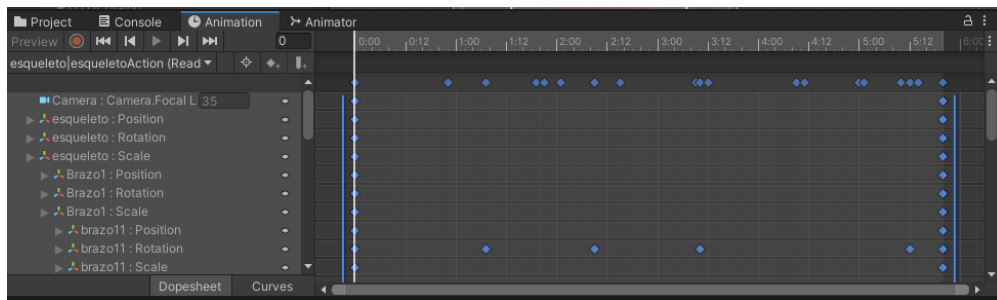 Project Console Animation Animator
Preview 0 0:00 0:12 1:00 1:12 2:00 2:12 3:00 3:12 4:00 4:12 5:00 5:12 6:00
esqueleto|esqueletoAction (Read
Camera : Camera.Focal L 35
esqueleto : Position
esqueleto : Rotation
esqueleto : Scale
Brazo1 : Position
Brazo1 : Rotation
Brazo1 : Scale
brazo11 : Position
brazo11 : Rotation
brazo11 : Scale
Dopesheet Curves